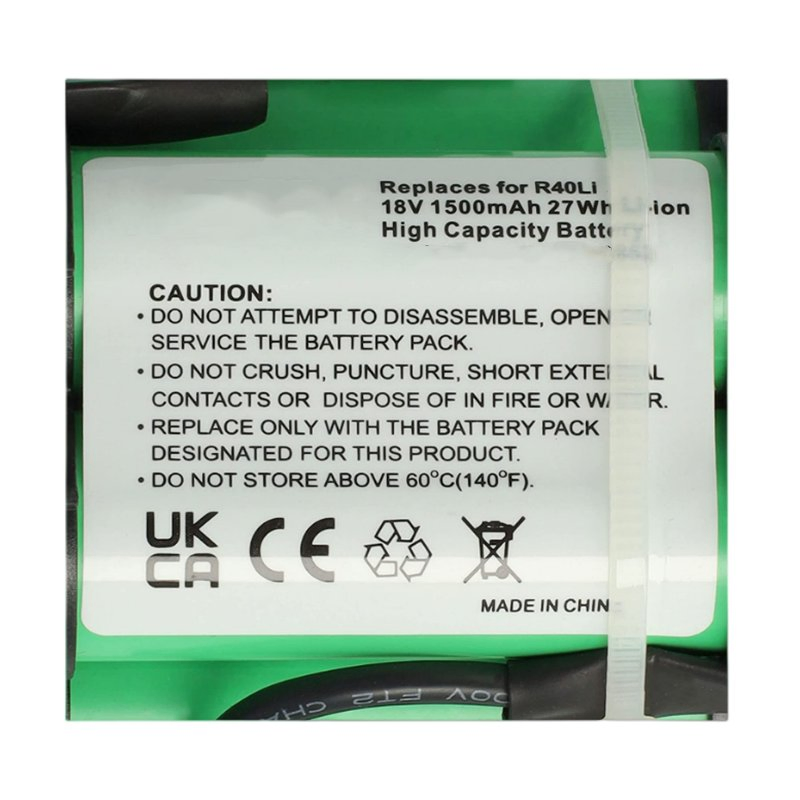 Replaces for R40Li
18V 1500mAh 27Wh Li-ion
High Capacity Battery
CAUTION:
• DO NOT ATTEMPT TO DISASSEMBLE, OPEN OR
SERVICE THE BATTERY PACK.
• DO NOT CRUSH, PUNCTURE, SHORT EXTERNAL
CONTACTS OR DISPOSE OF IN FIRE OR WATER.
• REPLACE ONLY WITH THE BATTERY PACK
DESIGNATED FOR THIS PRODUCT.
• DO NOT STORE ABOVE 60°C(140°F).
UK
CA
CE
MADE IN CHINA
00V FT2 CHA